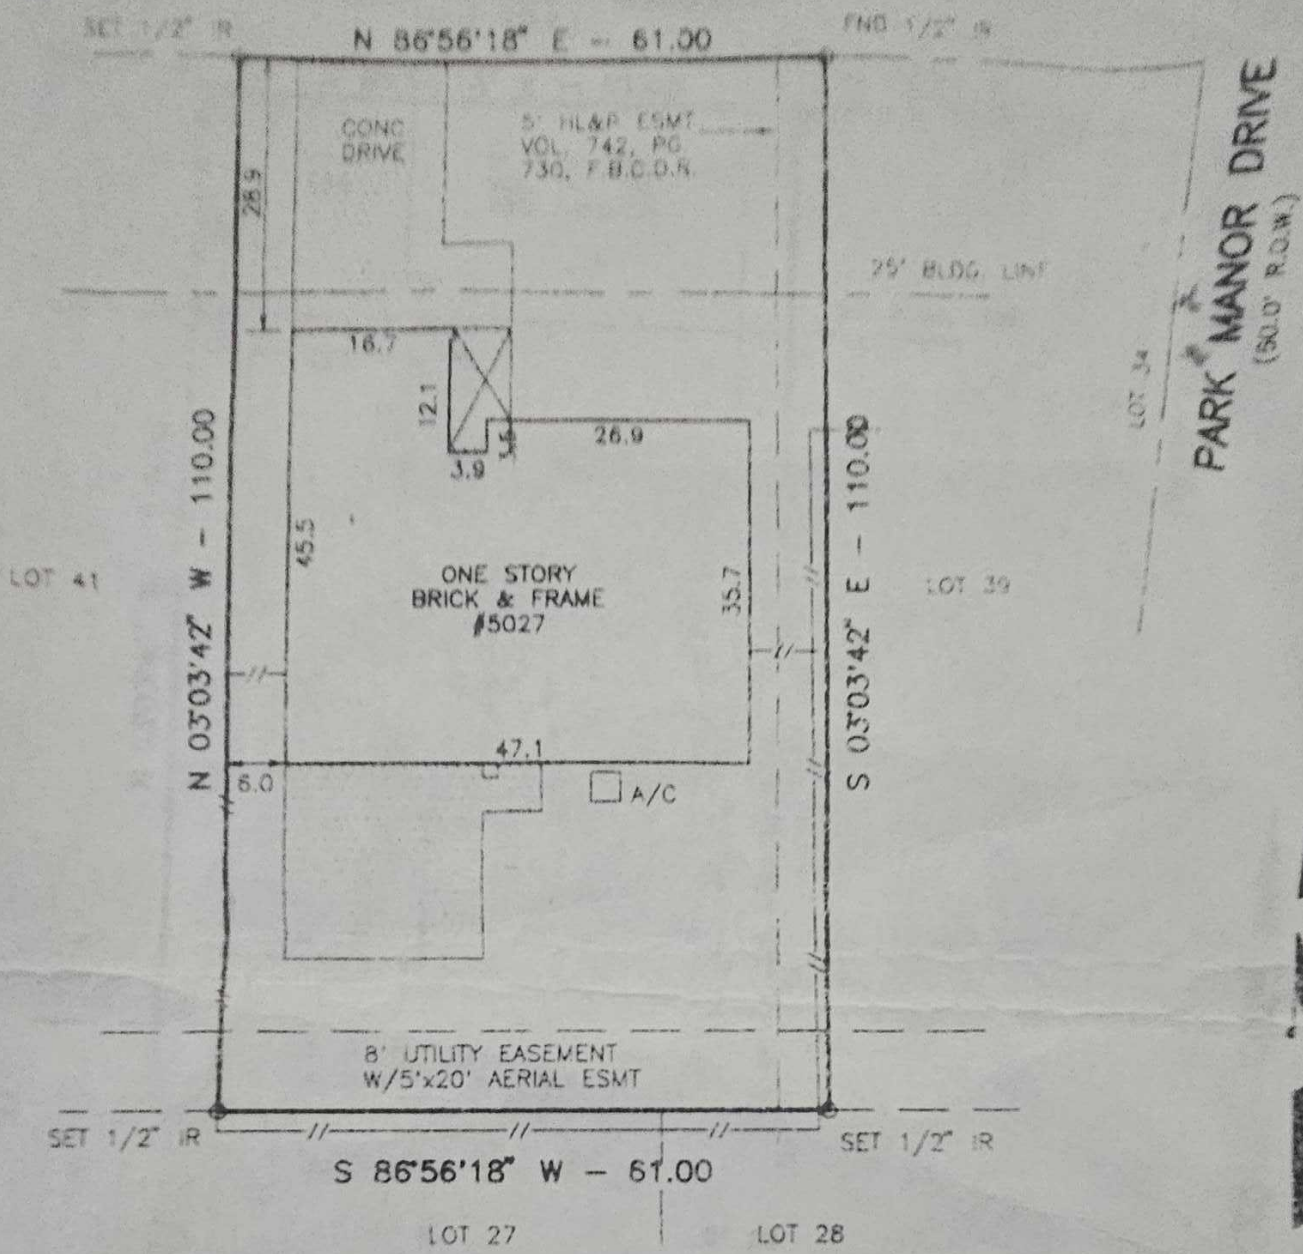 SET 1/2" IR
N 86°56'18" E - 61.00
FND 1/2" IR
PARK MANOR DRIVE
(60.0' R.O.W.)
CONC
DRIVE
5' HL&P ESMT
VOL. 742, PG.
730, F.B.C.D.R.
28.9
25' BLDG. LINE
16.7
12.1
3.9
26.9
LOT 34
N 03°03'42" W - 110.00
S 03°03'42" E - 110.00
45.5
ONE STORY
BRICK & FRAME
#5027
35.7
LOT 41
LOT 39
47.1
6.0
A/C
8' UTILITY EASEMENT
W/5'x20' AERIAL ESMT
SET 1/2" IR
SET 1/2" IR
S 86°56'18" W - 61.00
LOT 27
LOT 28